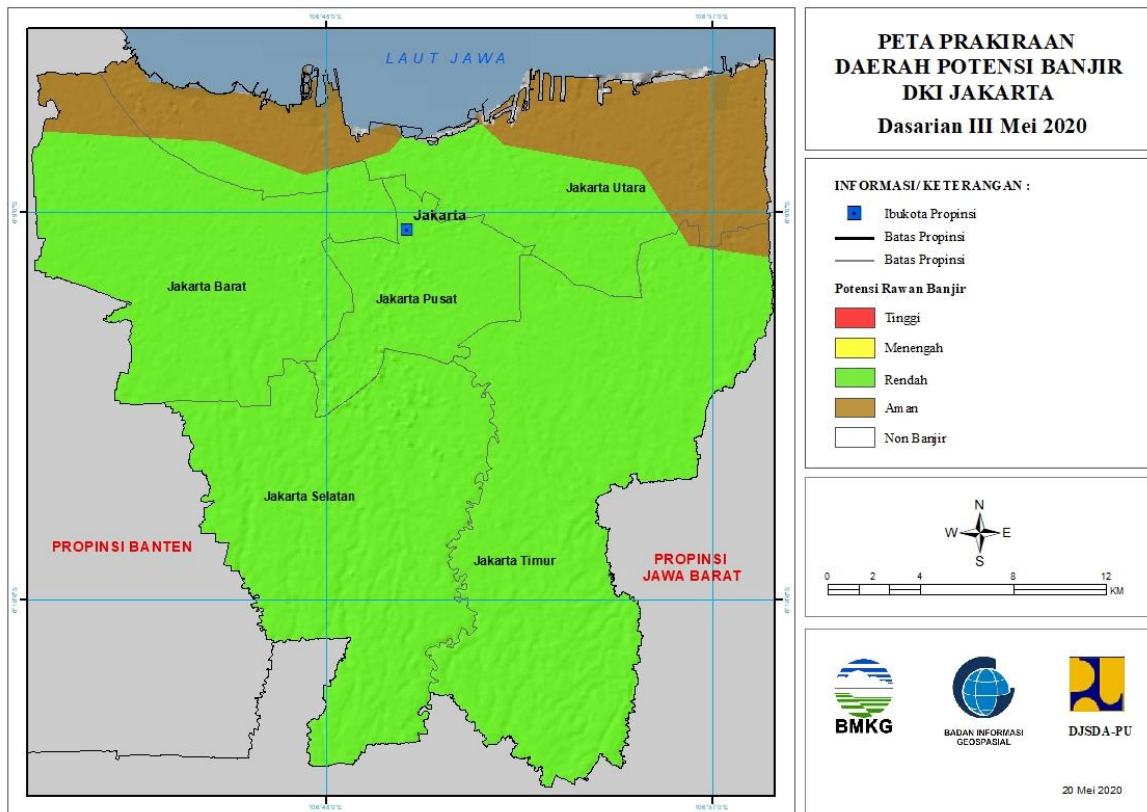 PETA PRAKIRAAN
DAERAH POTENSI BANJIR
DKI JAKARTA
Dasarian III Mei 2020
INFORMASI/ KETERANGAN :
Ibukota Propinsi
Batas Propinsi
Batas Propinsi
Potensi Rawan Banjir
Tinggi
Menengah
Rendah
Aman
Non Banjir
N
W E
S
0 2 4 8 12
KM
BMKG
BADAN INFORMASI
GEOSPASIAL
DJSDA-PU
20 Mei 2020
LAUT JAWA
Jakarta Utara
Jakarta
Jakarta Barat
Jakarta Pusat
Jakarta Selatan
Jakarta Timur
PROPINSI BANTEN
PROPINSI
JAWA BARAT